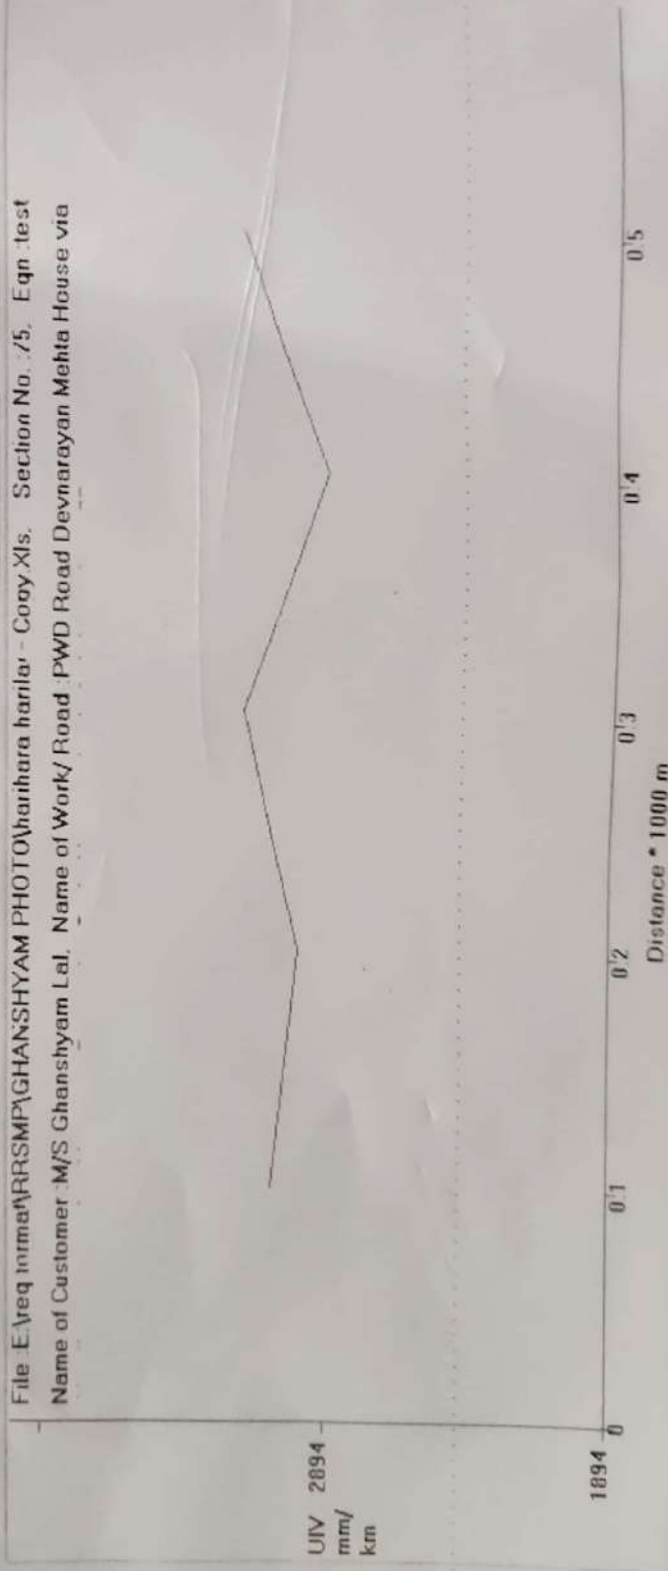 File :E:\req format\RRSMP\GHANSHYAM PHOTO\harihara harilar - Copy.Xls. Section No. :75, Eqn :test
Name of Customer :M/S Ghanshyam Lal, Name of Work/ Road :PWD Road Devnarayan Mehta House via
UIV 2894
mm/
km
1894
0 0.1 0.2 0.3 0.4 0.5
Distance * 1000 m